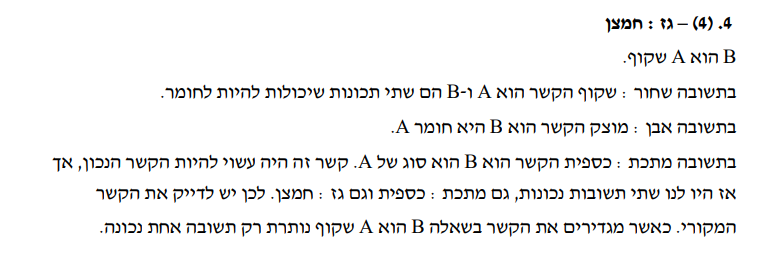 4. (4) – גז : חמצן
B הוא A שקוף.
בתשובה שחור : שקוף הקשר הוא A ו-B הם שתי תכונות שיכולות להיות לחומר.
בתשובה אבן : מוצק הקשר הוא B היא חומר A.
בתשובה מתכת : כספית הקשר הוא B הוא סוג של A. קשר זה היה עשוי להיות הקשר הנכון, אך
אז היו לנו שתי תשובות נכונות, גם מתכת : כספית וגם גז : חמצן. לכן יש לדייק את הקשר
המקורי. כאשר מגדירים את הקשר בשאלה B הוא A שקוף נותרת רק תשובה אחת נכונה.